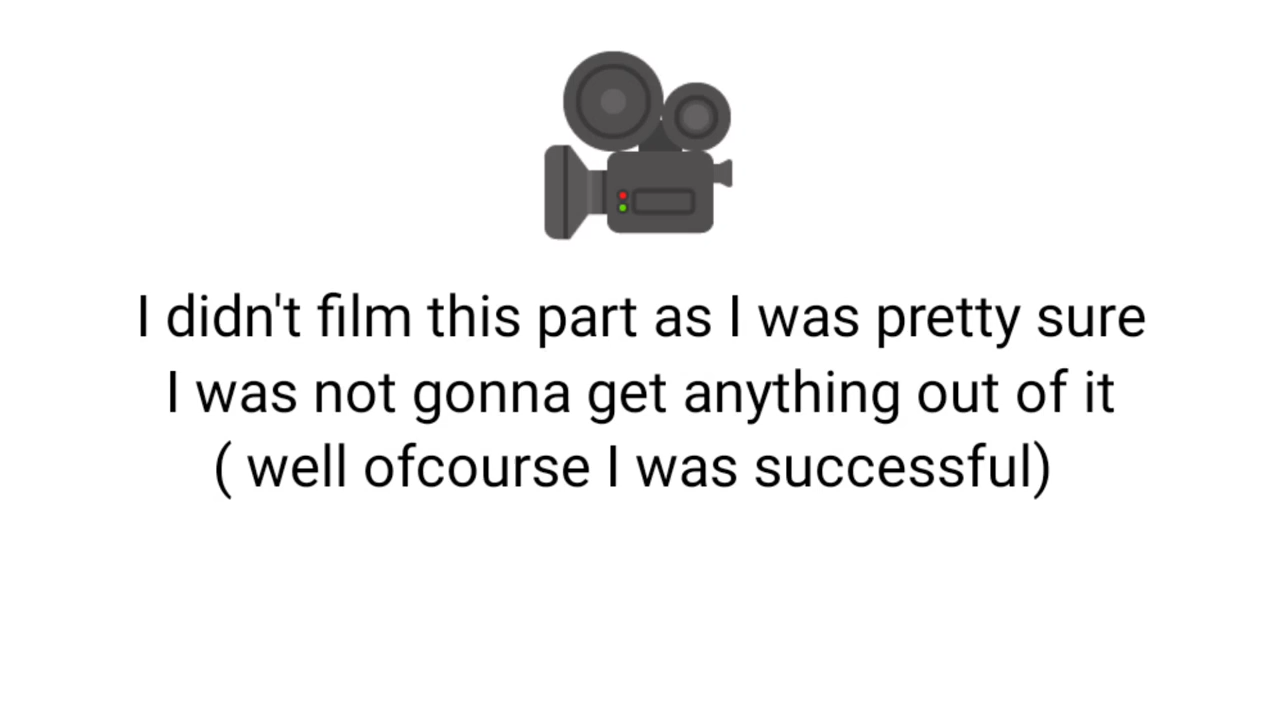 I didn't film this part as I was pretty sure
I was not gonna get anything out of it
( well ofcourse I was successful)